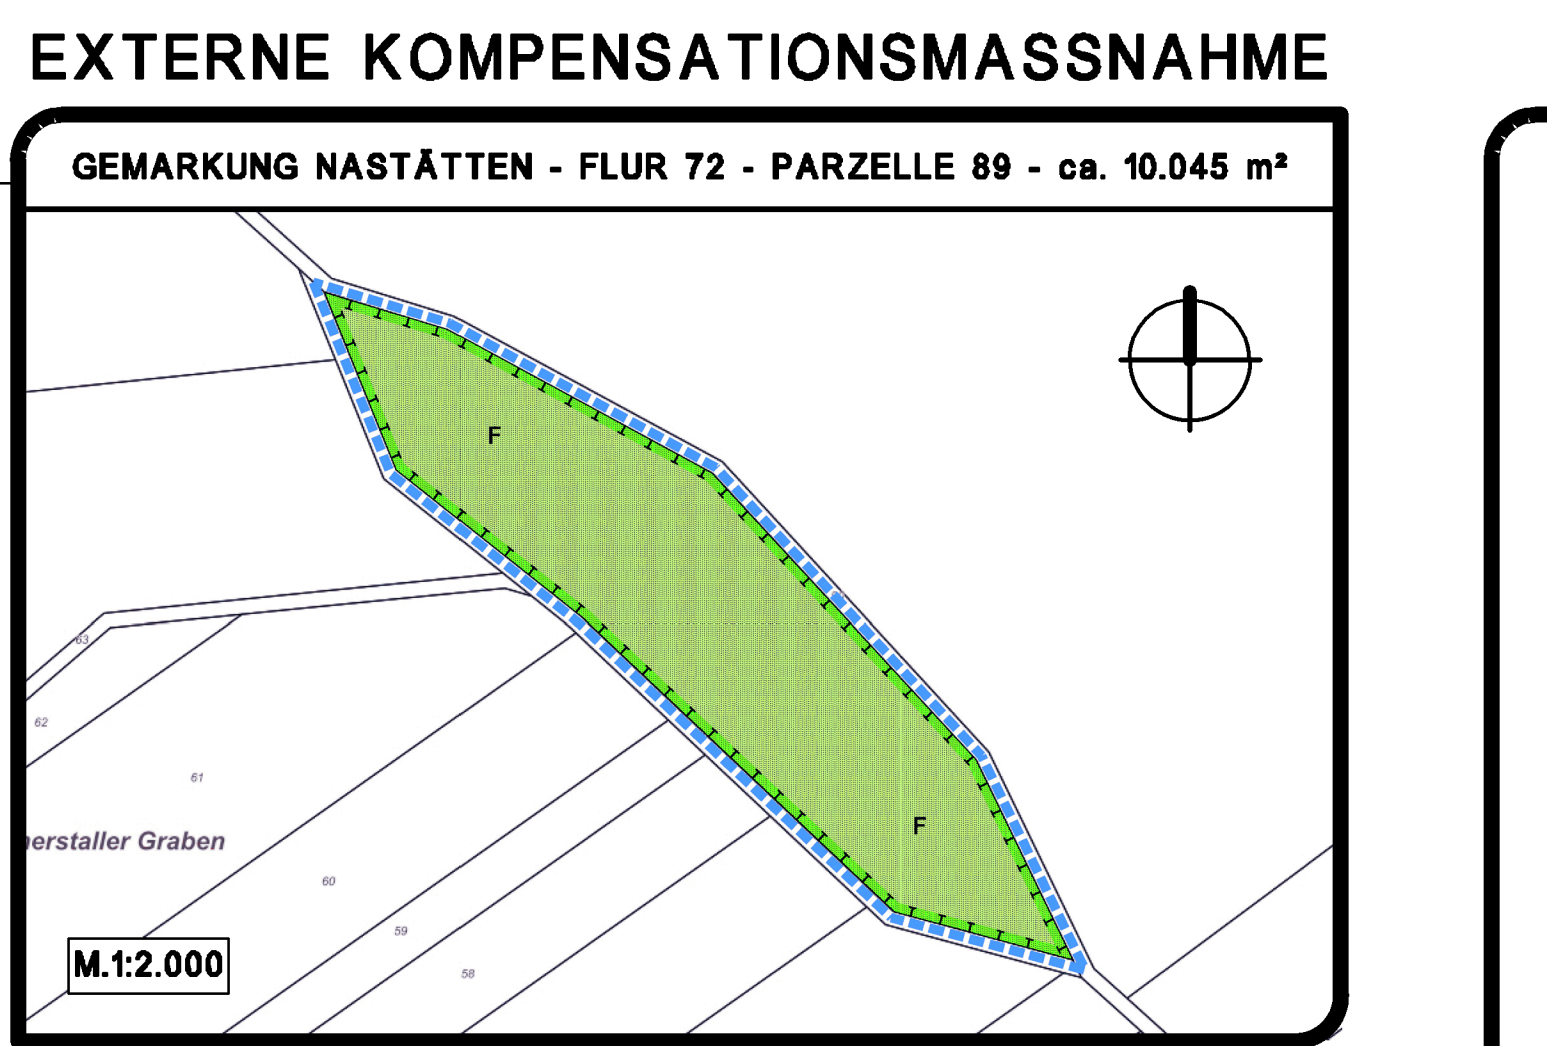 EXTERNE KOMPENSATIONSMASSNAHME
GEMARKUNG NASTÄTTEN - FLUR 72 - PARZELLE 89 - ca. 10.045 m²
F
63
62
61
F
erstaller Graben
60
59
58
M.1:2.000